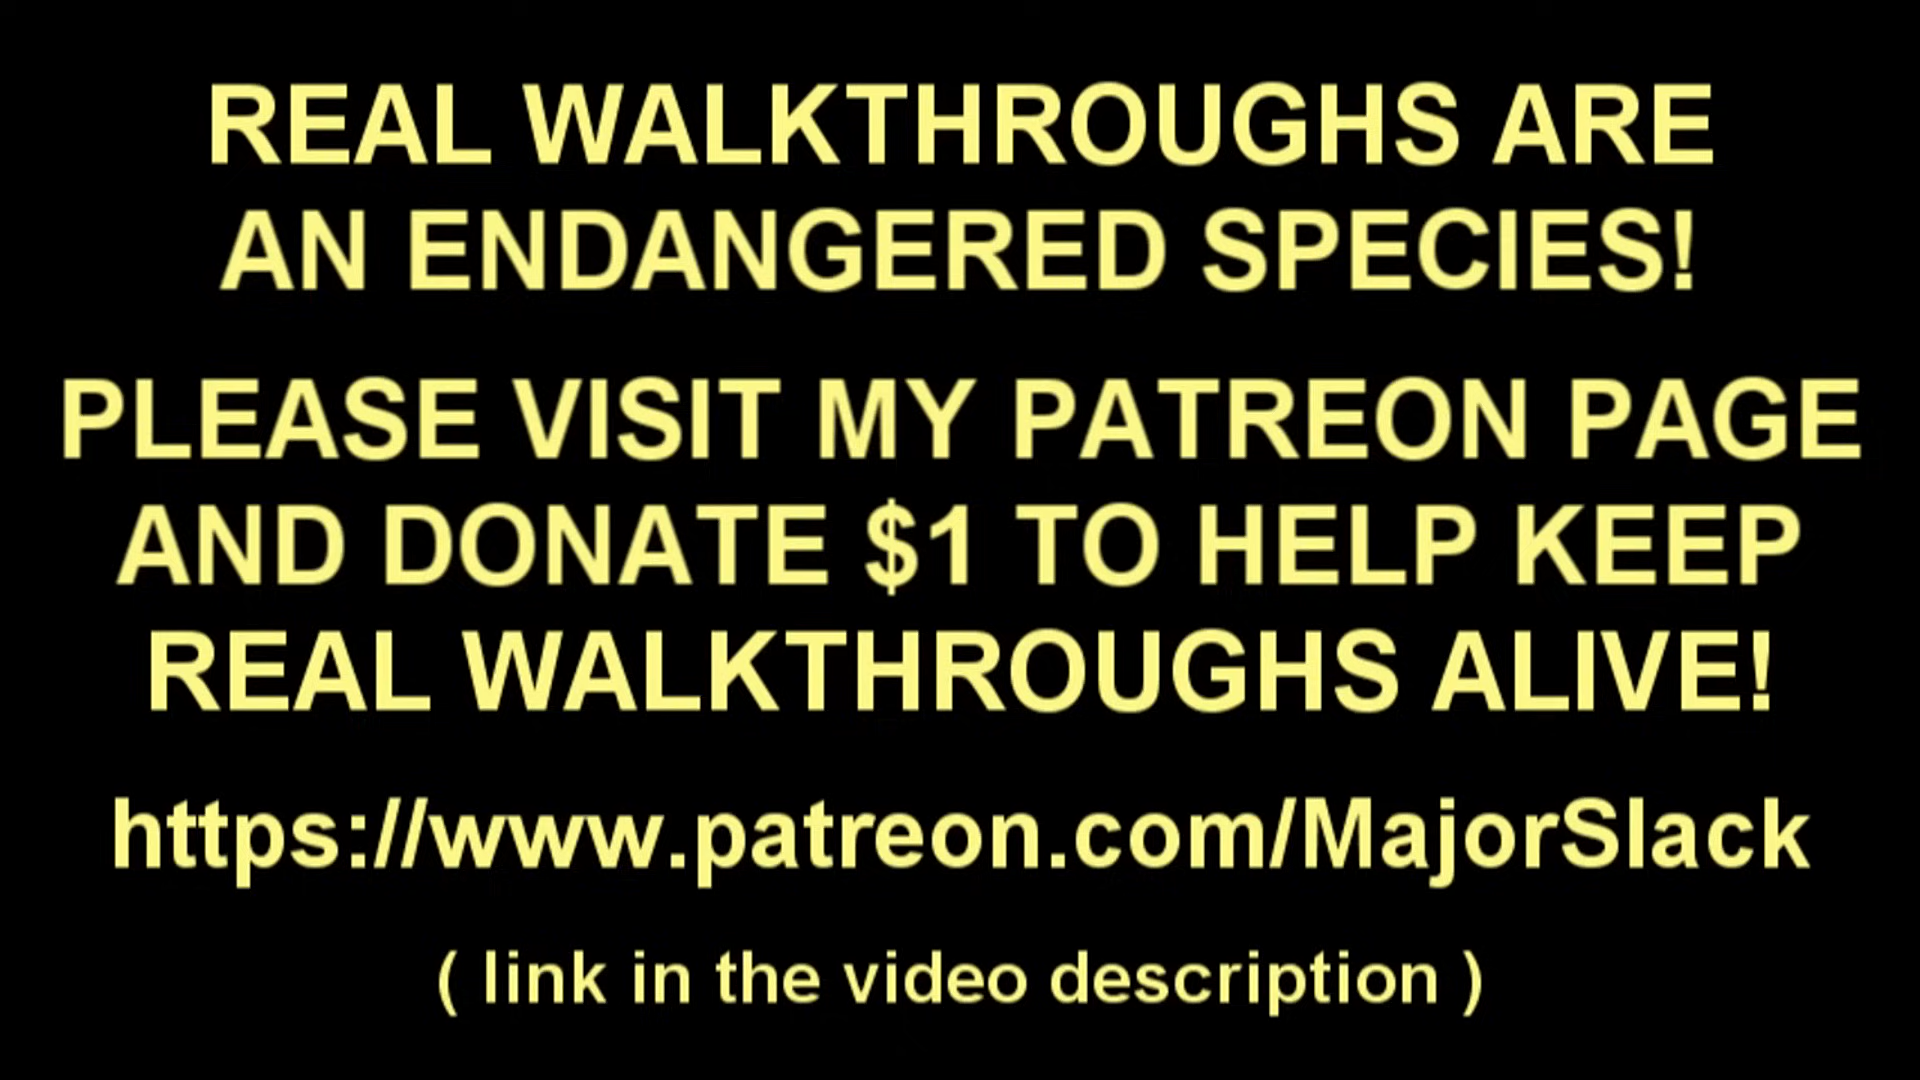 REAL WALKTHROUGHS ARE
AN ENDANGERED SPECIES!
PLEASE VISIT MY PATREON PAGE
AND DONATE $1 TO HELP KEEP
REAL WALKTHROUGHS ALIVE!
https://www.patreon.com/MajorSlack
( link in the video description )